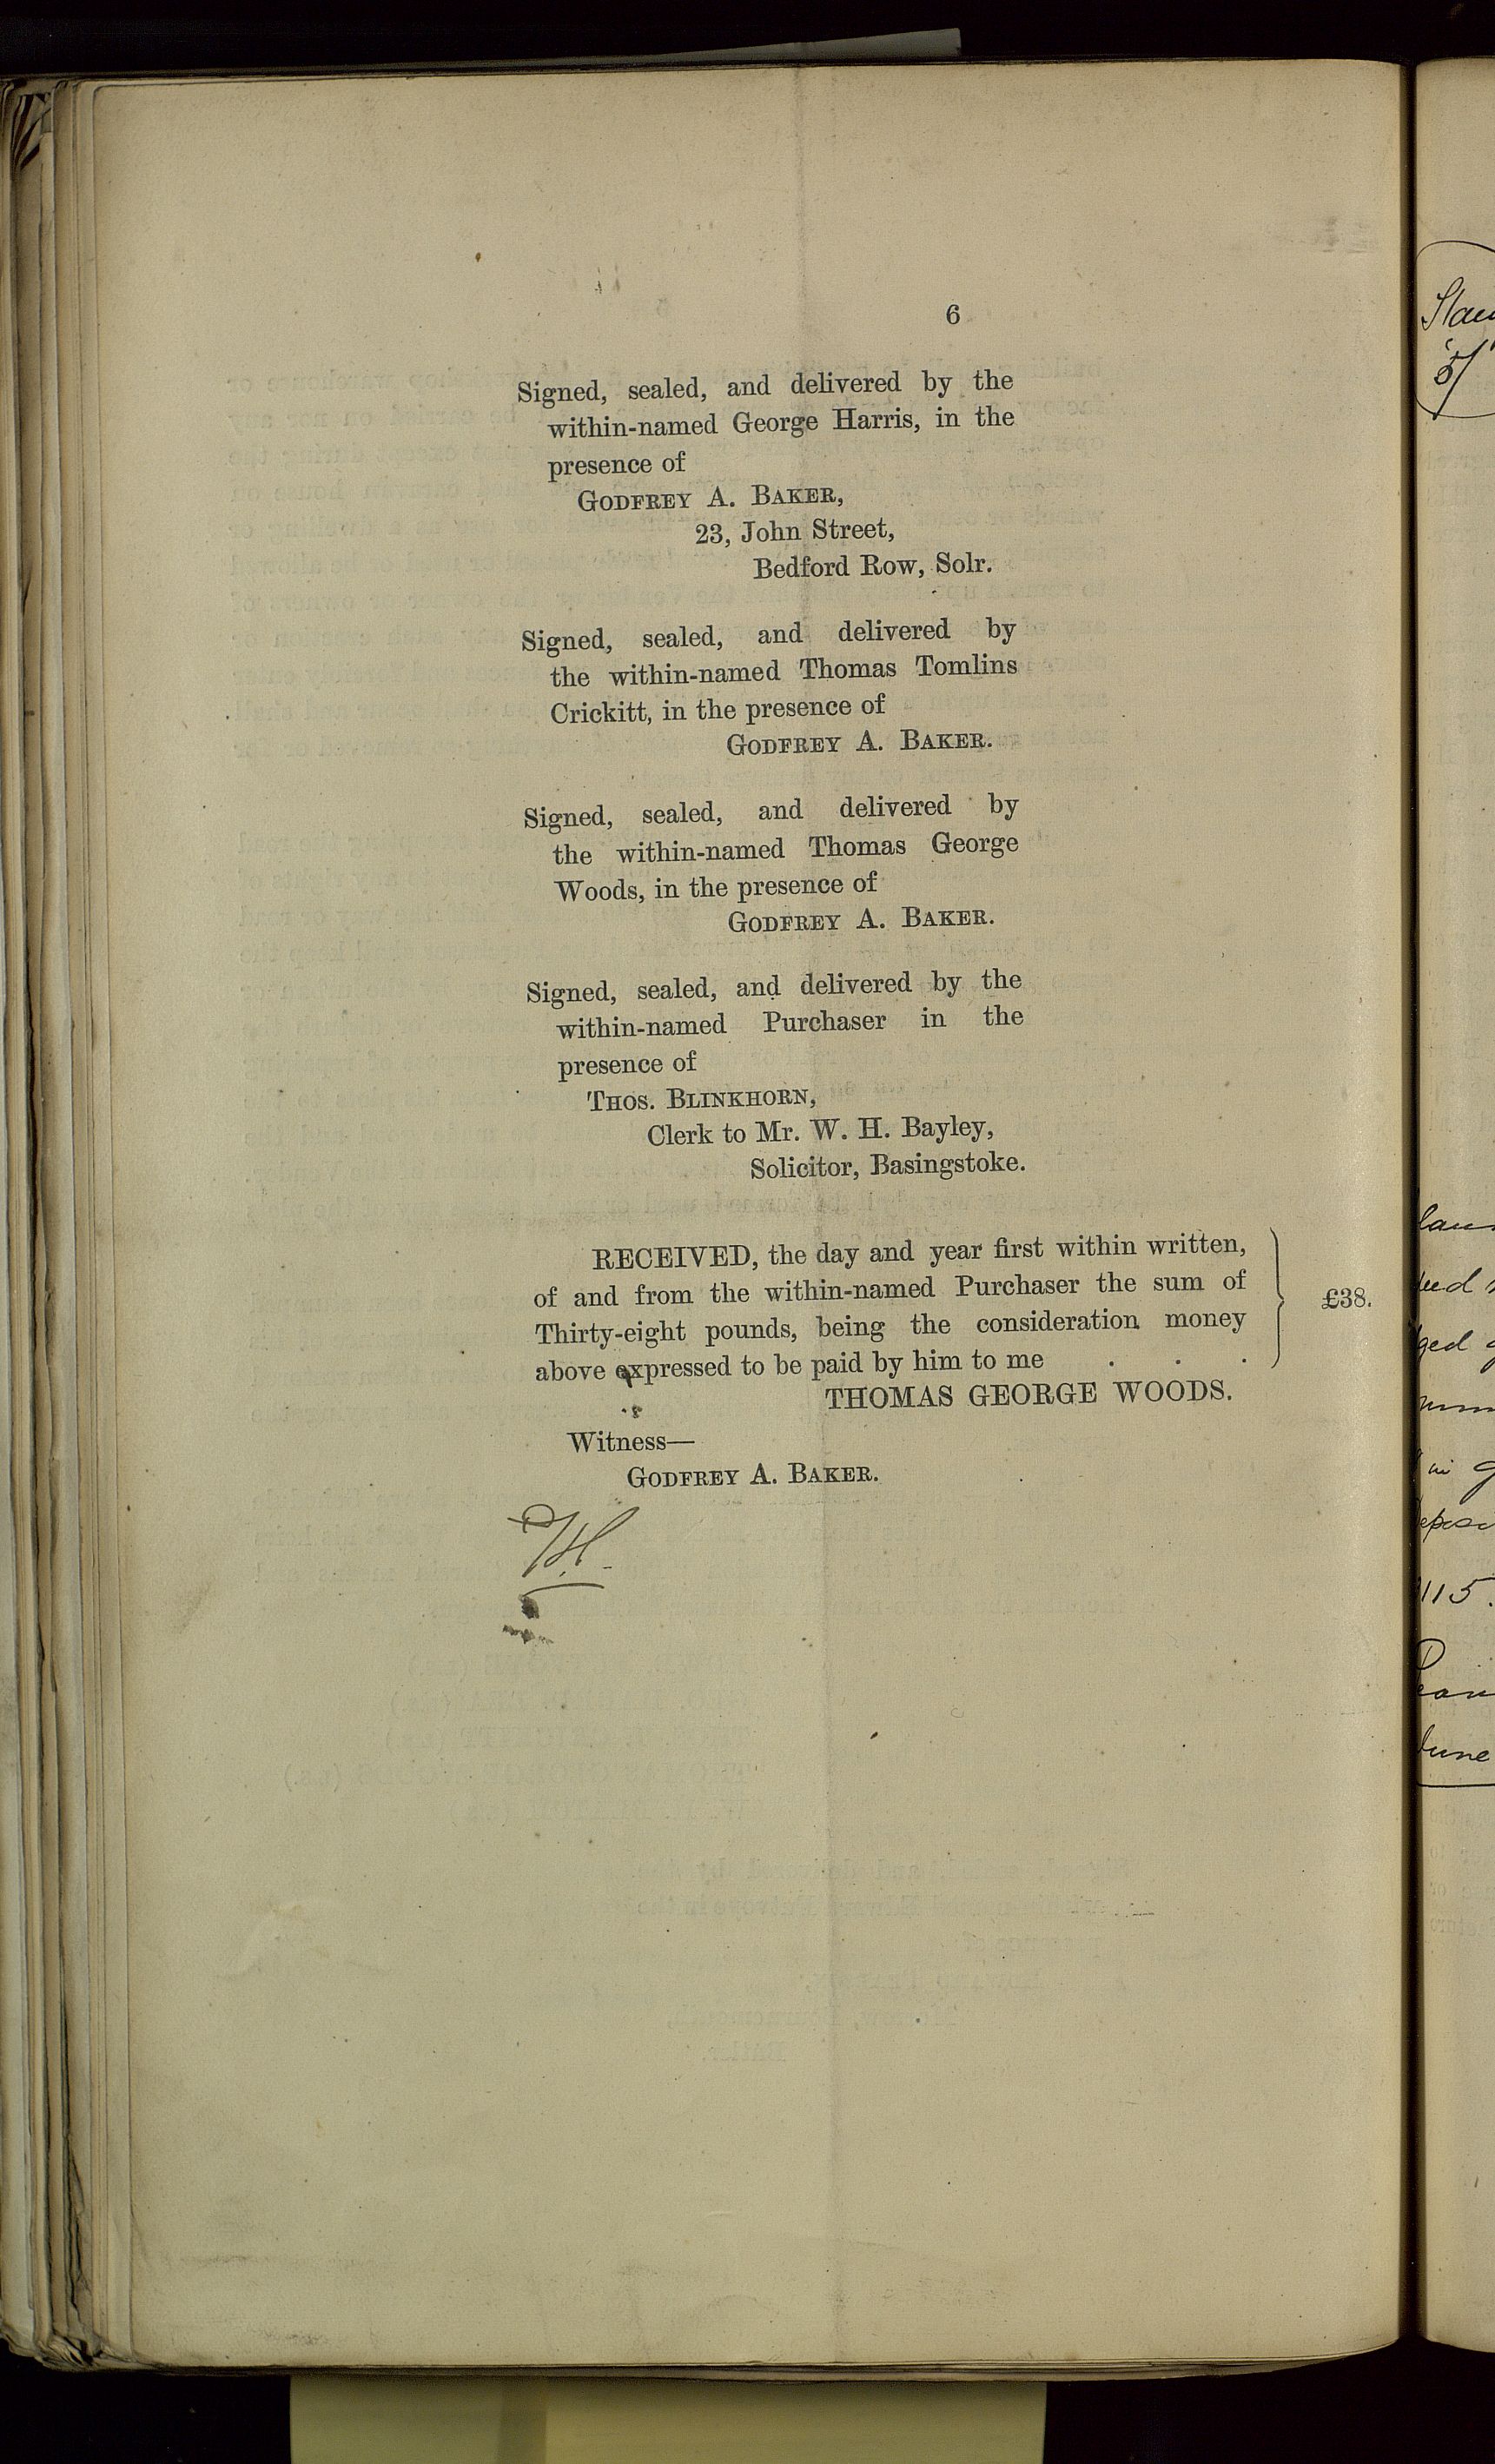 6
Signed, sealed, and delivered by the
within-named George Harris, in the
presence of
GODFREY A. BAKER,
23, John Street,
Bedford Row, Solr.
Signed, sealed, and delivered by
the within-named Thomas Tomlins
Crickitt, in the presence of
GODFREY A. BAKER.
Signed, sealed, and delivered by
the within-named Thomas George
Woods, in the presence of
GODFREY A. BAKER.
Signed, sealed, and delivered by the
within-named Purchaser in the
presence of
THOS. BLINKHORN,
Clerk to Mr. W. H. Bayley,
Solicitor, Basingstoke.
RECEIVED, the day and year first within written,
of and from the within-named Purchaser the sum of
Thirty-eight pounds, being the consideration money
above expressed to be paid by him to me . . .
£38.
THOMAS GEORGE WOODS.
Witness—
GODFREY A. BAKER.
5/
115.